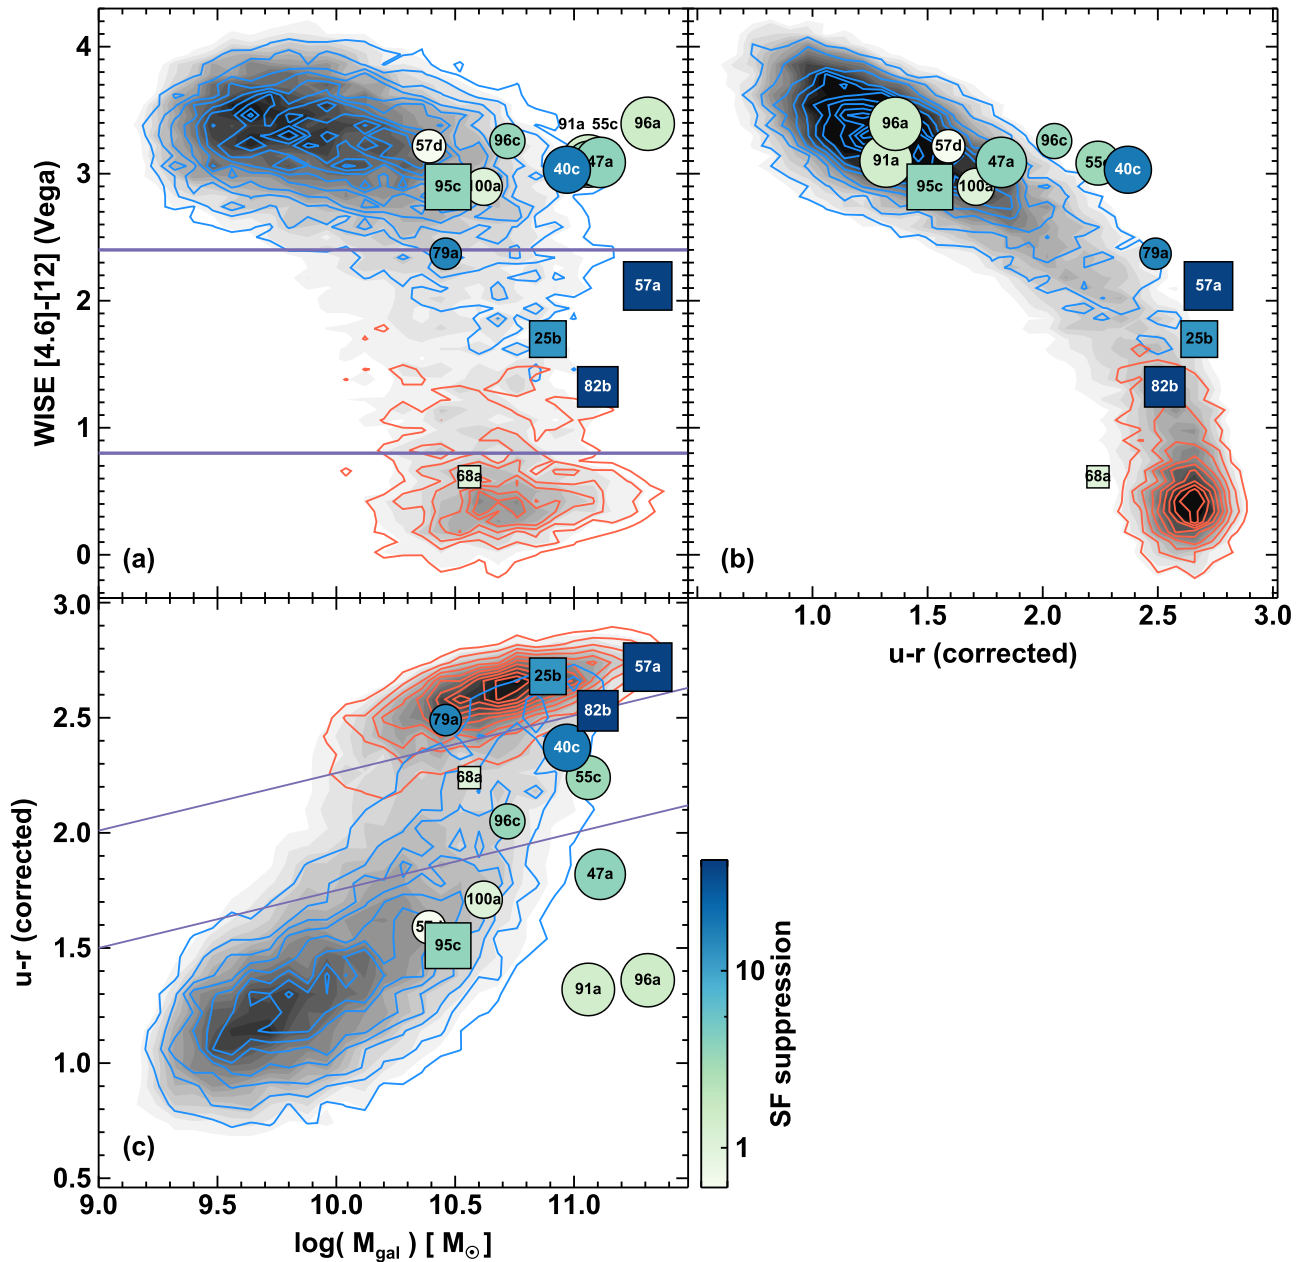 4
3
2
1
0
WISE [4.6]-[12] (Vega)
91a 55c
96a
57d
96c
40c
47a
95c
100a
79a
57a
25b
82b
68a
(a)
96a
91a
57d
95c
100a
47a
96c
55c
40c
79a
57a
25b
82b
68a
(b)
1.0 1.5 2.0 2.5 3.0
u-r (corrected)
3.0
2.5
2.0
1.5
1.0
0.5
u-r (corrected)
57a
25b
82b
79a
40c
68a
55c
96c
47a
100a
95c
91a
96a
(c)
9.0 9.5 10.0 10.5 11.0
log( Mgal ) [ M⊙]
10
1
SF suppression